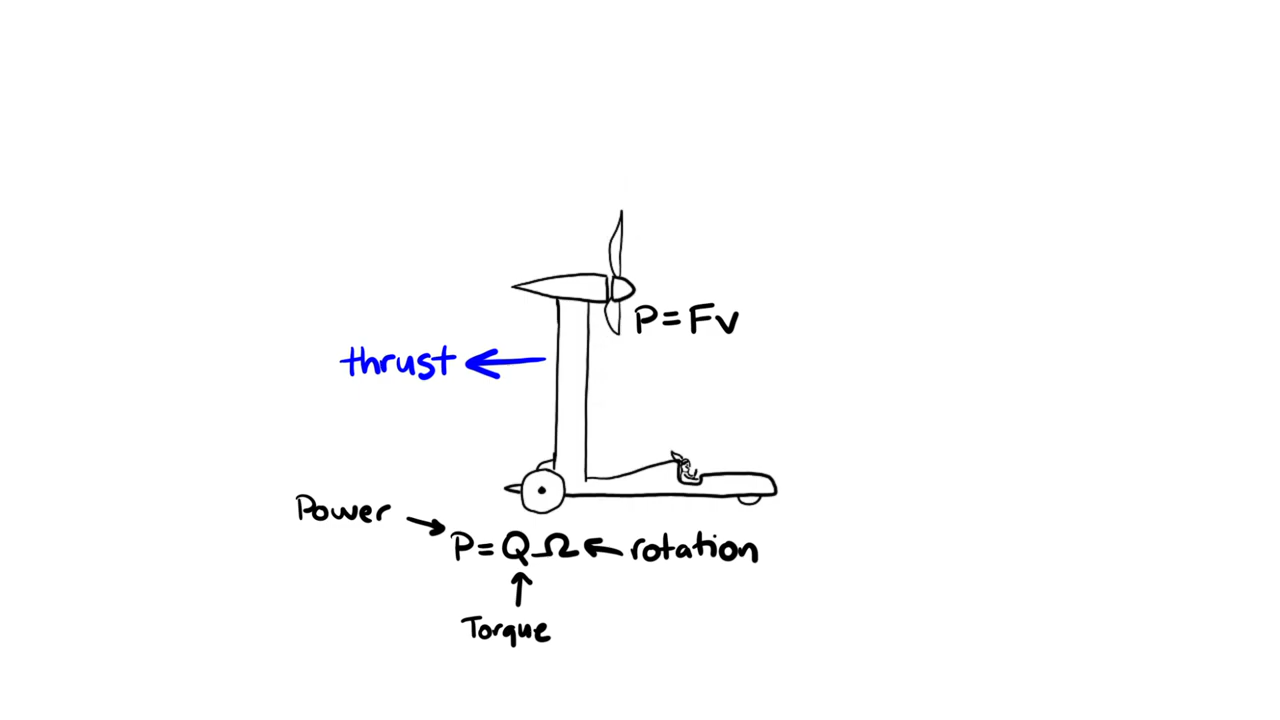 P=Fv
thrust
Power
P=QΩ
rotation
Torque